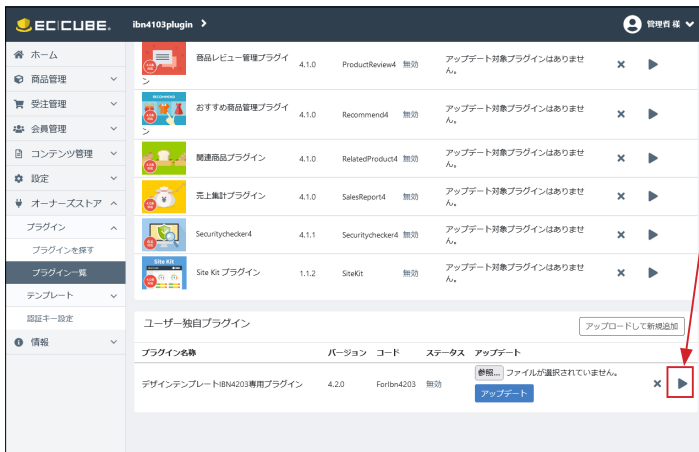 EC CUBE.
ibn4103plugin
管理者 様
ホーム
商品管理
受注管理
会員管理
コンテンツ管理
設定
オーナーズストア
プラグイン
プラグインを探す
プラグイン一覧
テンプレート
認証キー設定
情報
商品レビュー管理プラグイ
ン
4.1.0 ProductReview4 無効 アップデート対象プラグインはありませ
ん。
RECOMMEND
おすすめ商品管理プラグイ
ン
4.1.0 Recommend4 無効 アップデート対象プラグインはありませ
ん。
関連商品プラグイン 4.1.0 RelatedProduct4 無効 アップデート対象プラグインはありませ
ん。
売上集計プラグイン 4.1.0 SalesReport4 無効 アップデート対象プラグインはありませ
ん。
Securitychecker4 4.1.1 Securitychecker4 無効 アップデート対象プラグインはありませ
ん。
Site Kit
Site Kit プラグイン 1.1.2 SiteKit 無効 アップデート対象プラグインはありませ
ん。
ユーザー独自プラグイン アップロードして新規追加
プラグイン名称 バージョン コード ステータス アップデート
デザインテンプレートIBN4203専用プラグイン 4.2.0 ForIbn4203 無効 参照... ファイルが選択されていません。
アップデート